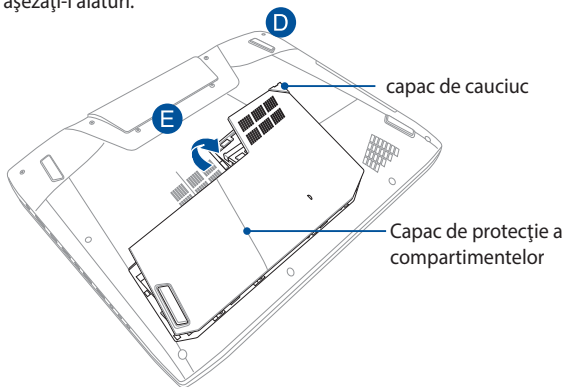 așezați-l alături.
D
capac de cauciuc
E
Capac de protecţie a
compartimentelor